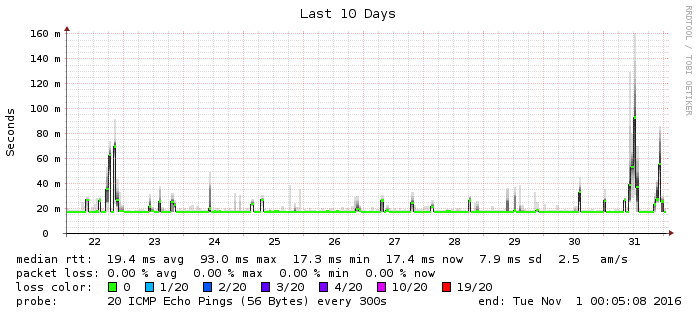 Last 10 Days
RRDTOOL / TOBI OETIKER
160 m
140 m
120 m
100 m
80 m
60 m
40 m
20 m
0
Seconds
22 23 24 25 26 27 28 29 30 31
median rtt: 19.4 ms avg 93.0 ms max 17.3 ms min 17.4 ms now 7.9 ms sd 2.5 am/s
packet loss: 0.00 % avg 0.00 % max 0.00 % min 0.00 % now
loss color: 0 1/20 2/20 3/20 4/20 10/20 19/20
probe: 20 ICMP Echo Pings (56 Bytes) every 300s end: Tue Nov 1 00:05:08 2016